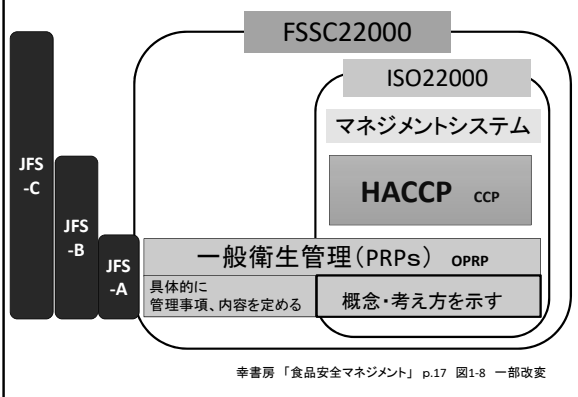 FSSC22000
ISO22000
マネジメントシステム
HACCP CCP
JFS
-C
JFS
-B
JFS
-A
一般衛生管理(PRPs) OPRP
具体的に
管理事項、内容を定める
概念・考え方を示す
幸書房 「食品安全マネジメント」 p.17 図1-8 一部改変